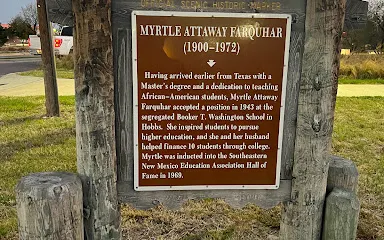 SCENIC HISTORIC MARKER
MYRTLE ATTAWAY FARQUHAR
(1900–1972)
Having arrived earlier from Texas with a
Master's degree and a dedication to teaching
African–American students, Myrtle Attaway
Farquhar accepted a position in 1943 at the
segregated Booker T. Washington School in
Hobbs. She inspired students to pursue
higher education, and she and her husband
helped finance 10 students through college.
Myrtle was inducted into the Southeastern
New Mexico Education Association Hall of
Fame in 1969.